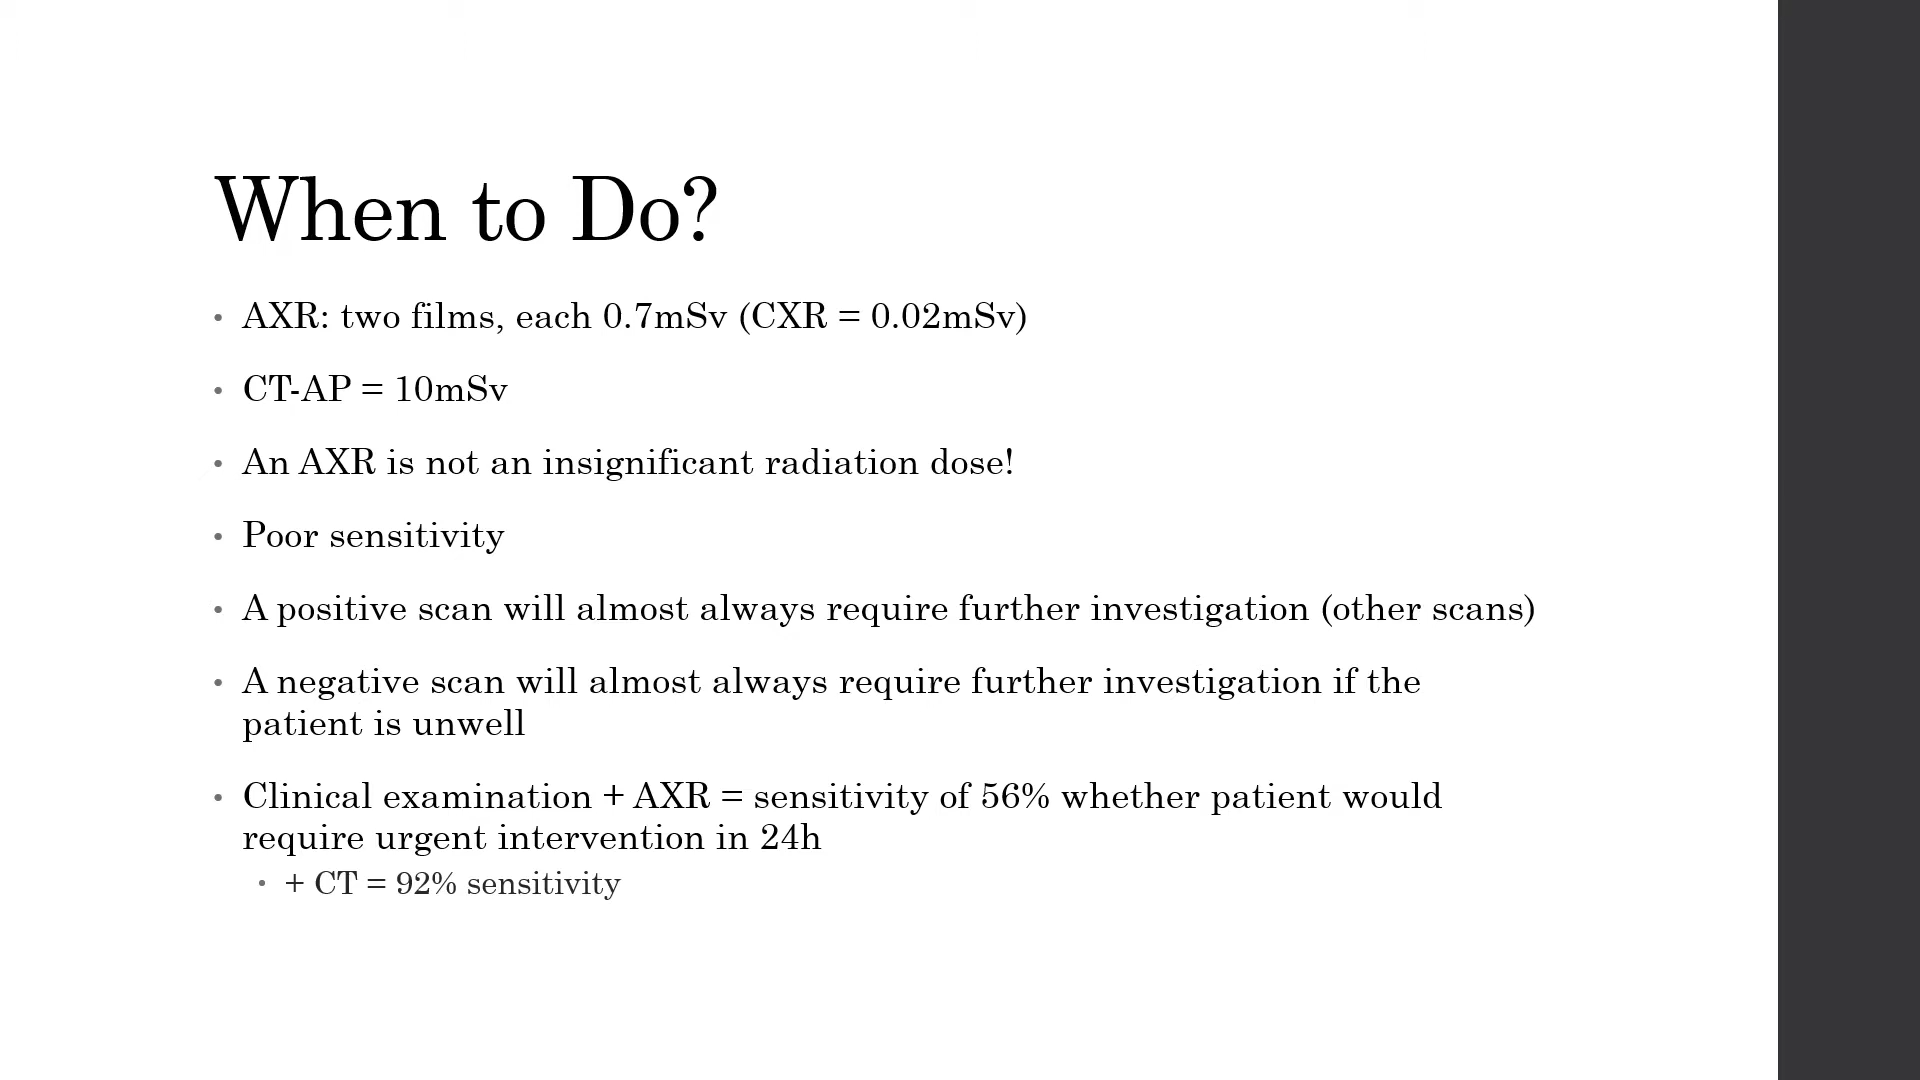 When to Do?
• AXR: two films, each 0.7mSv (CXR = 0.02mSv)
• CT-AP = 10mSv
• An AXR is not an insignificant radiation dose!
• Poor sensitivity
• A positive scan will almost always require further investigation (other scans)
• A negative scan will almost always require further investigation if the
patient is unwell
• Clinical examination + AXR = sensitivity of 56% whether patient would
require urgent intervention in 24h
• + CT = 92% sensitivity